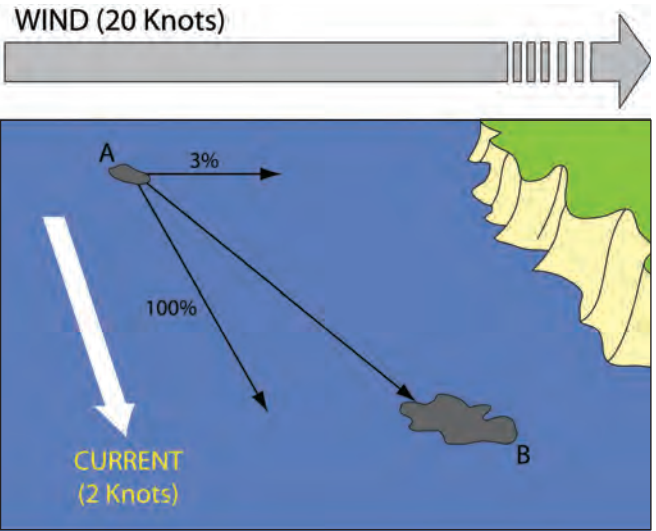 WIND (20 Knots)
A
3%
100%
B
CURRENT
(2 Knots)